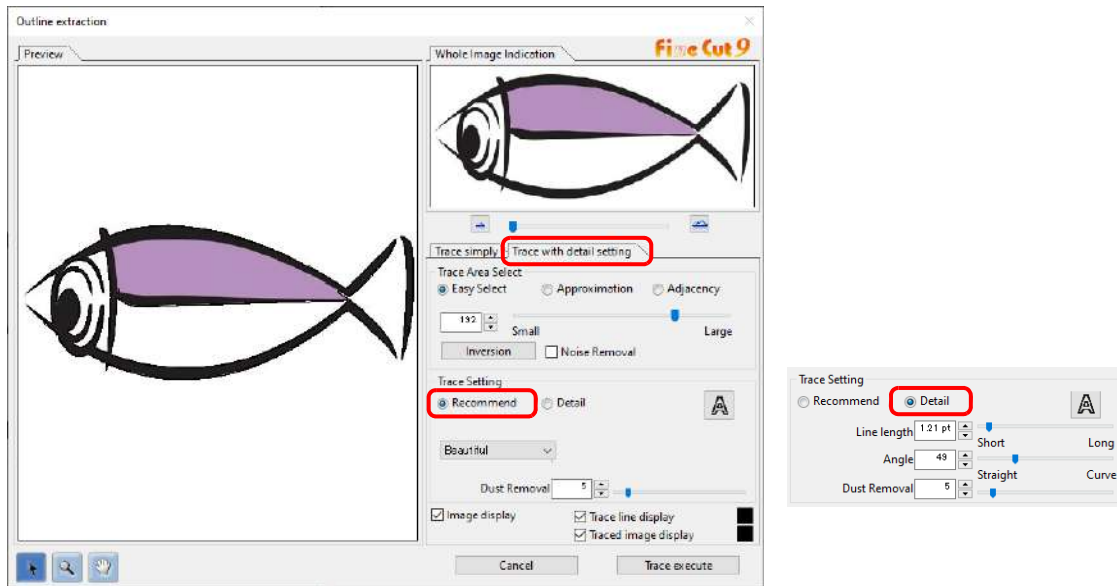 Outline extraction
Preview
Whole Image Indication
Fine Cut 9
Trace simply
Trace with detail setting
Trace Area Select
Easy Select
Approximation
Adjacency
192
Small
Large
Inversion
Noise Removal
Trace Setting
Recommend
Detail
A
Beautiful
Dust Removal
5
Image display
Trace line display
Traced image display
Cancel
Trace execute
Trace Setting
Recommend
Detail
A
Line length
1.21 pt
Short
Long
Angle
49
Straight
Curve
Dust Removal
5